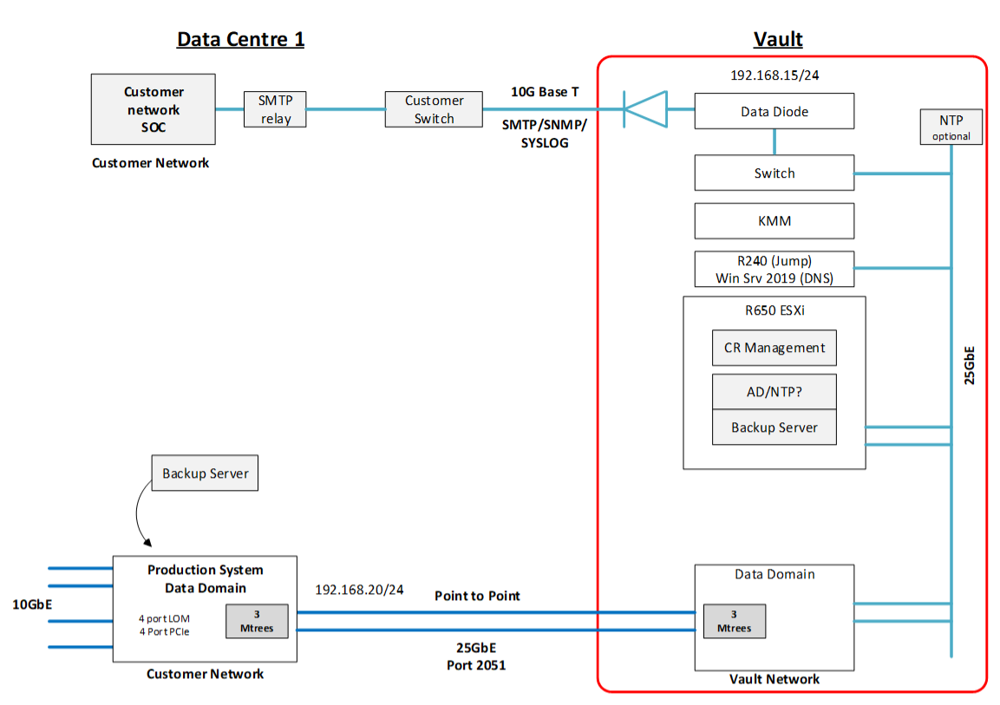 Data Centre 1
Vault
192.168.15/24
Customer
network
SOC
SMTP
relay
Customer
Switch
10G Base T
SMTP/SNMP/
SYSLOG
Data Diode
NTP
optional
Customer Network
Switch
KMM
R240 (Jump)
Win Srv 2019 (DNS)
R650 ESXi
CR Management
AD/NTP?
Backup Server
25GbE
Backup Server
Production System
Data Domain
4 port LOM
4 Port PCIe
3
Mtrees
10GbE
Customer Network
192.168.20/24
Point to Point
25GbE
Port 2051
Data Domain
3
Mtrees
Vault Network